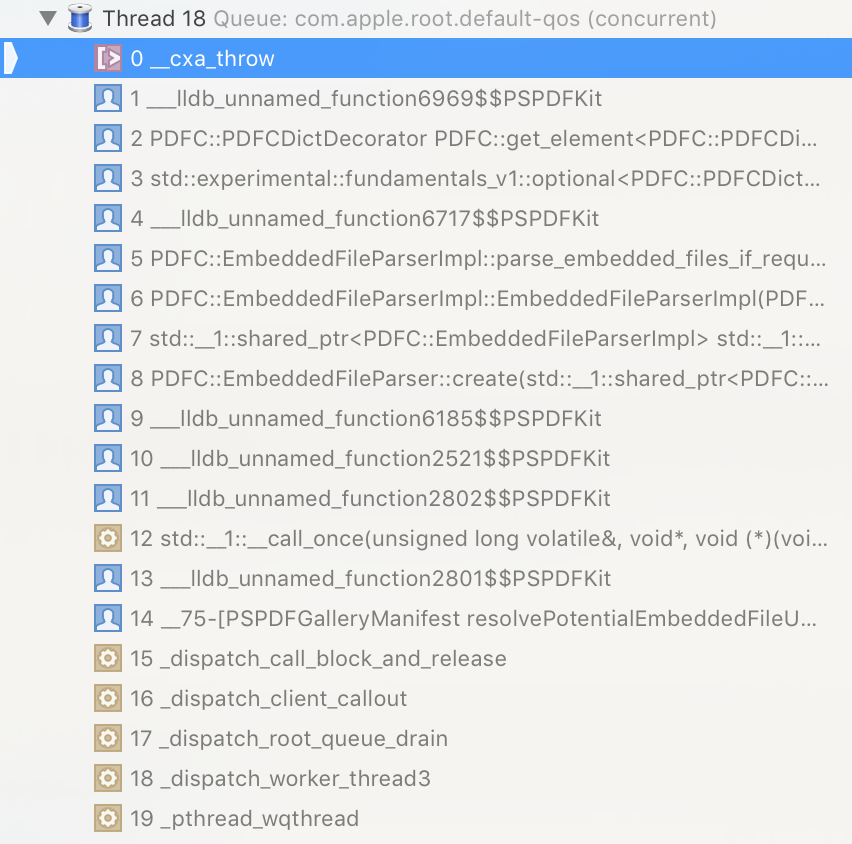 Thread 18 Queue: com.apple.root.default-qos (concurrent)
0 __cxa_throw
1 ___lldb_unnamed_function6969$$PSPDFKit
2 PDFC::PDFCDictDecorator PDFC::get_element<PDFC::PDFCDi...
3 std::experimental::fundamentals_v1::optional<PDFC::PDFCDict...
4 ___lldb_unnamed_function6717$$PSPDFKit
5 PDFC::EmbeddedFileParserImpl::parse_embedded_files_if_requ...
6 PDFC::EmbeddedFileParserImpl::EmbeddedFileParserImpl(PDF...
7 std::__1::shared_ptr<PDFC::EmbeddedFileParserImpl> std::__1::...
8 PDFC::EmbeddedFileParser::create(std::__1::shared_ptr<PDFC::...
9 ___lldb_unnamed_function6185$$PSPDFKit
10 ___lldb_unnamed_function2521$$PSPDFKit
11 ___lldb_unnamed_function2802$$PSPDFKit
12 std::__1::__call_once(unsigned long volatile&, void*, void (*)(voi...
13 ___lldb_unnamed_function2801$$PSPDFKit
14 __75-[PSPDFGalleryManifest resolvePotentialEmbeddedFileU...
15 _dispatch_call_block_and_release
16 _dispatch_client_callout
17 _dispatch_root_queue_drain
18 _dispatch_worker_thread3
19 _pthread_wqthread